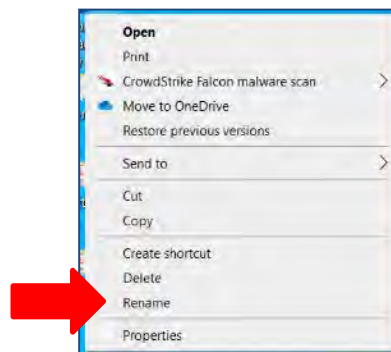 Open
Print
CrowdStrike Falcon malware scan
Move to OneDrive
Restore previous versions
Send to
Cut
Copy
Create shortcut
Delete
Rename
Properties